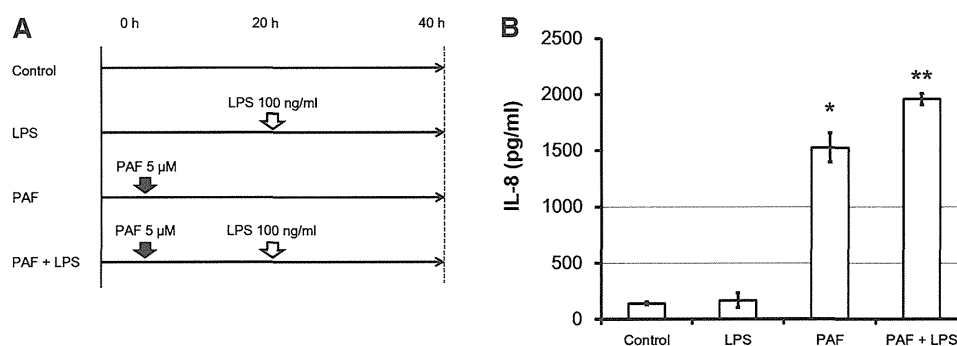 A
0 h 20 h 40 h
Control
LPS 100 ng/ml
LPS
PAF 5 µM
PAF
PAF 5 µM LPS 100 ng/ml
PAF + LPS
B
IL-8 (pg/ml)
2500
2000
1500
1000
500
0
*
**
Control LPS PAF PAF + LPS